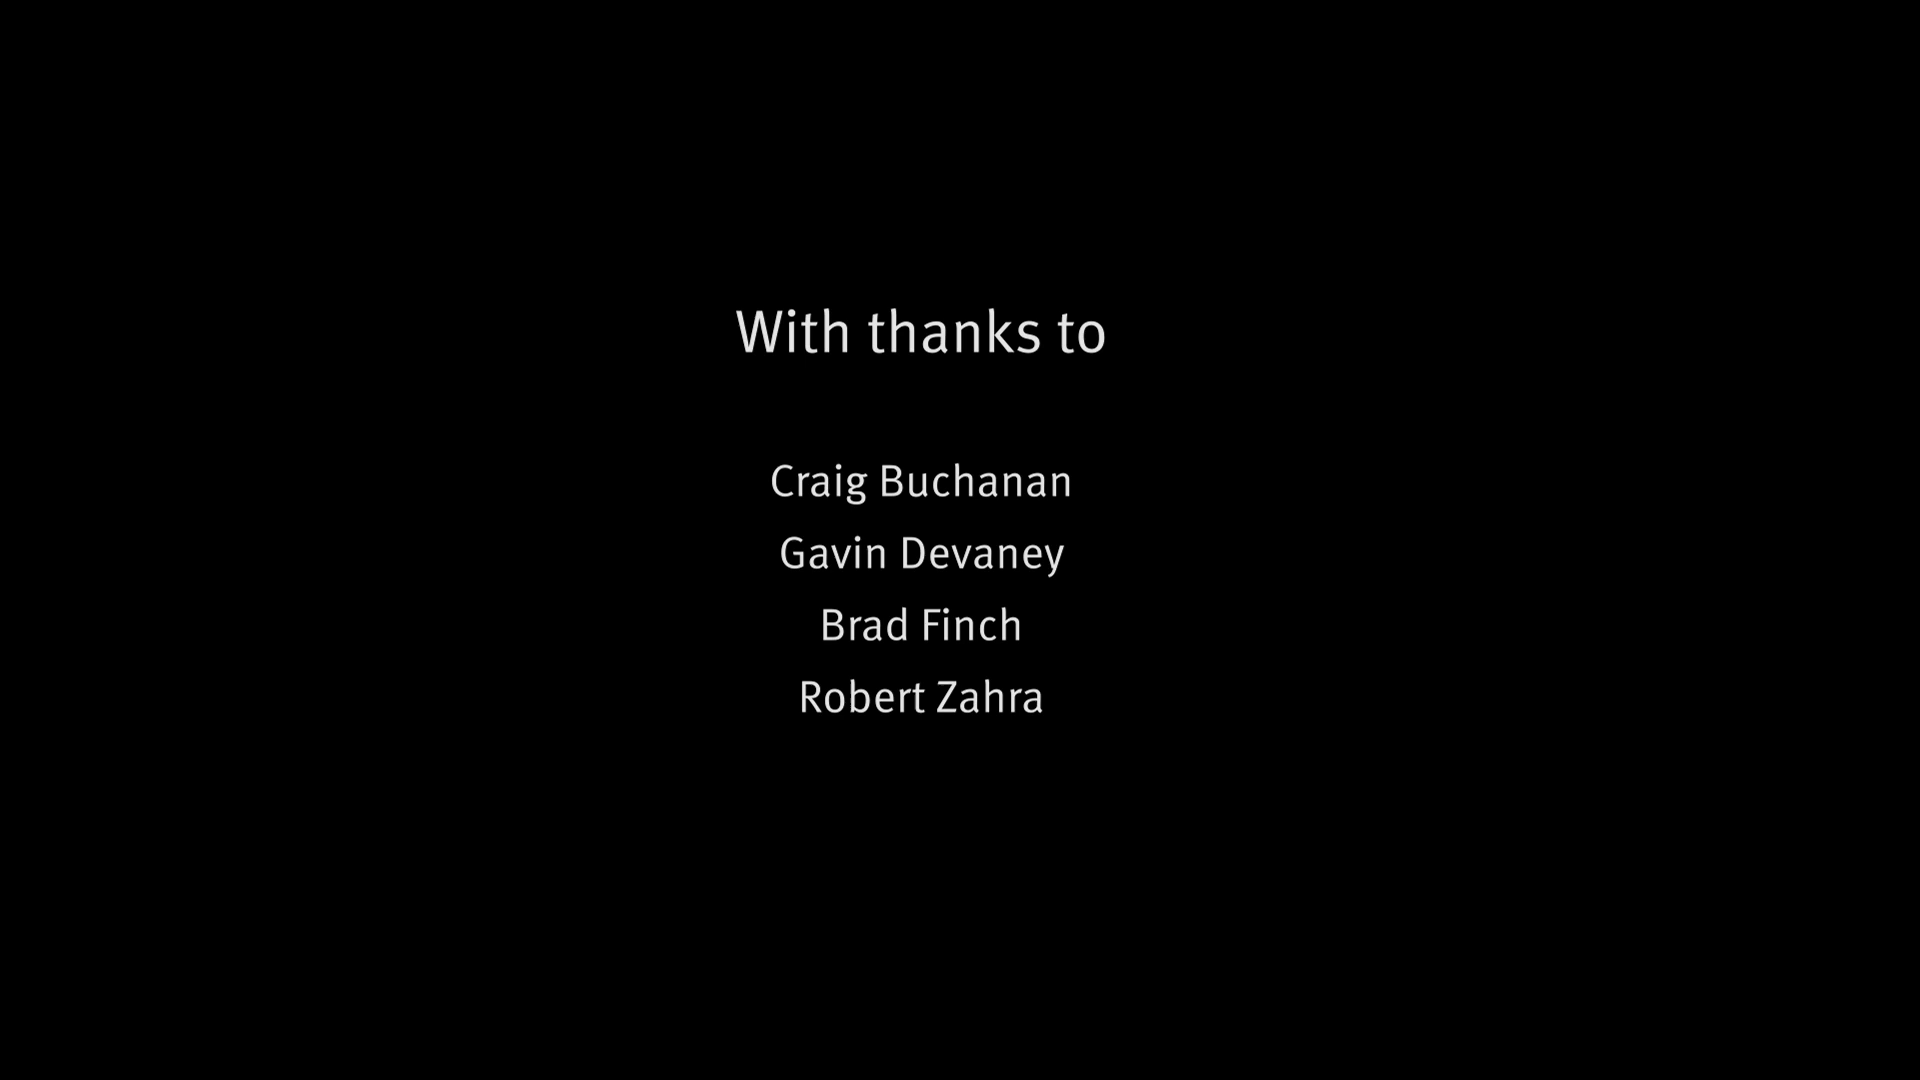 With thanks to
Craig Buchanan
Gavin Devaney
Brad Finch
Robert Zahra